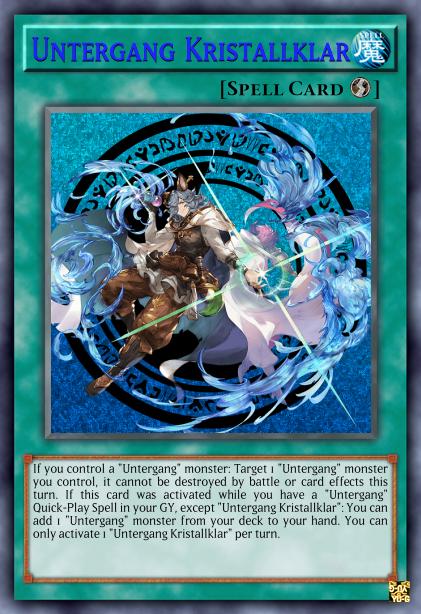 Untergang Kristallklar
SPELL
魔
[Spell Card ]
If you control a "Untergang" monster: Target 1 "Untergang" monster
you control, it cannot be destroyed by battle or card effects this
turn. If this card was activated while you have a "Untergang"
Quick-Play Spell in your GY, except "Untergang Kristallklar": You can
add 1 "Untergang" monster from your deck to your hand. You can
only activate 1 "Untergang Kristallklar" per turn.